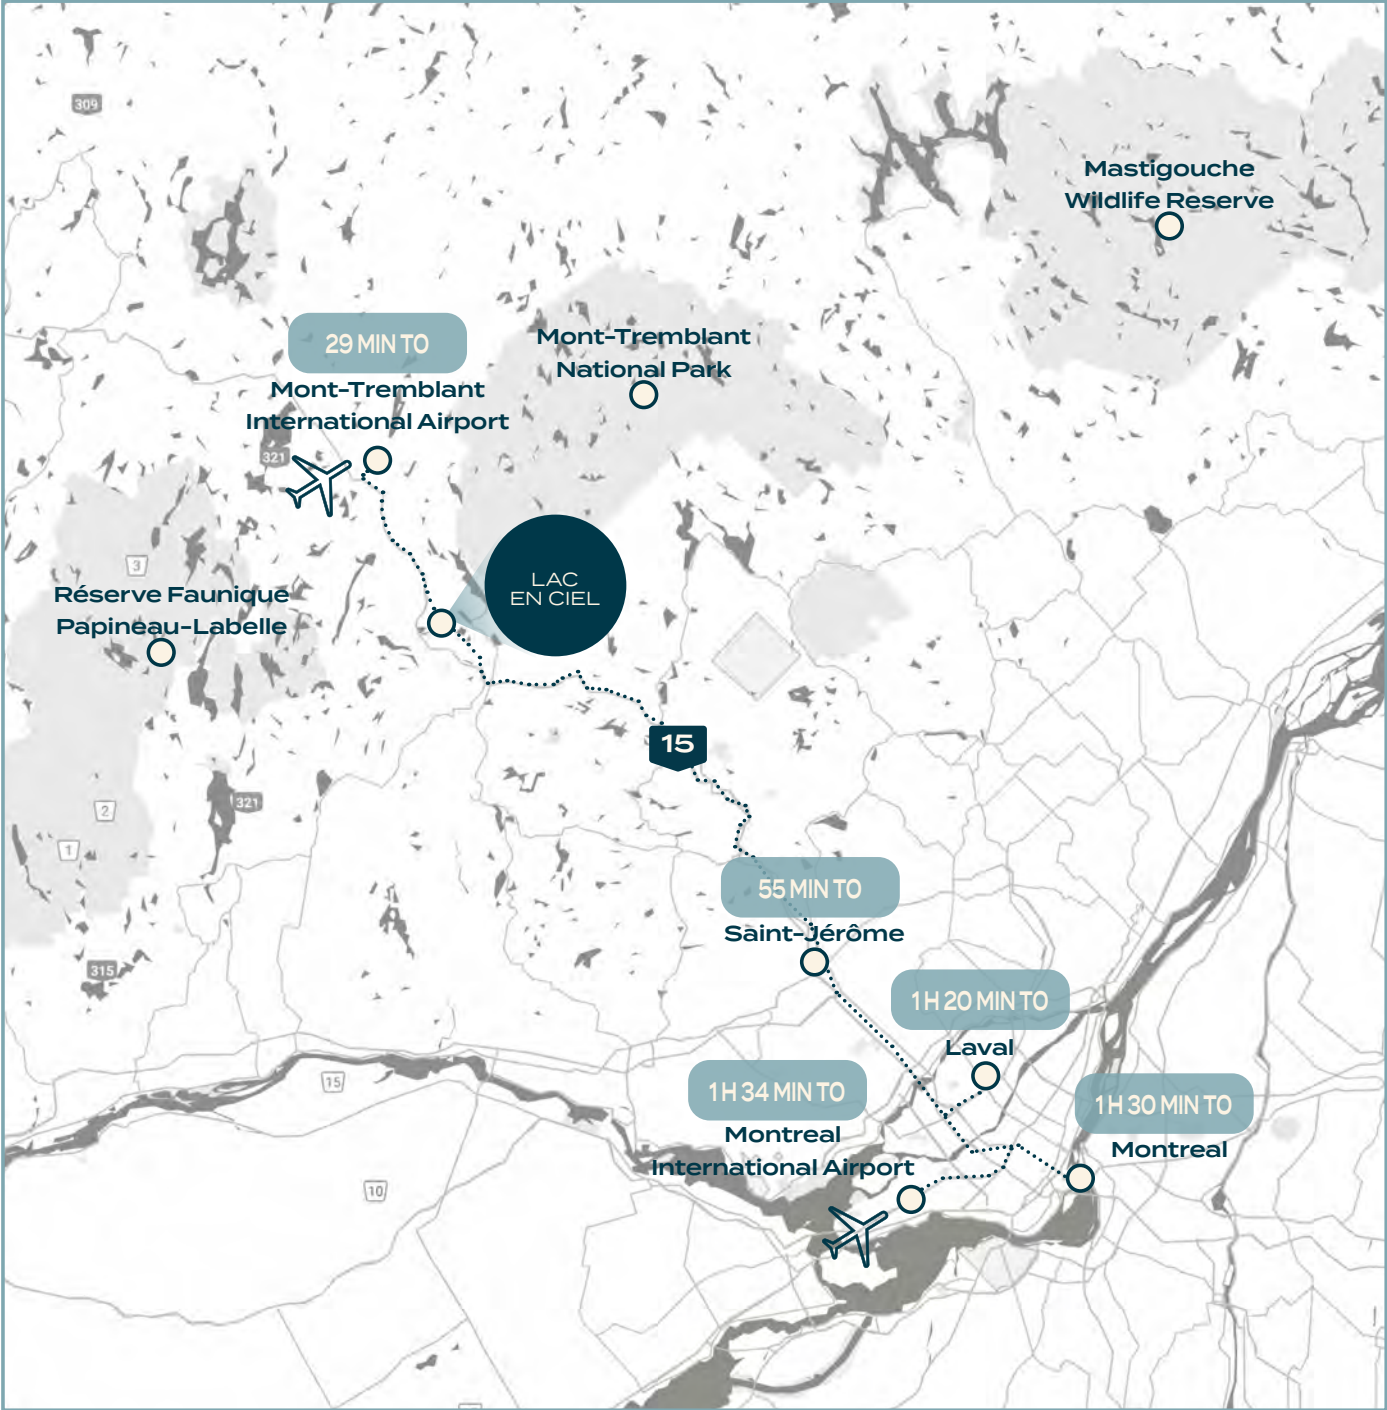 309
Mastigouche
Wildlife Reserve
29 MIN TO
Mont-Tremblant
International Airport
Mont-Tremblant
National Park
321
3
LAC
EN CIEL
Réserve Faunique
Papineau-Labelle
15
321
2
1
55 MIN TO
Saint-Jérôme
315
1 H 20 MIN TO
Laval
15
1 H 34 MIN TO
Montreal
International Airport
1 H 30 MIN TO
Montreal
10